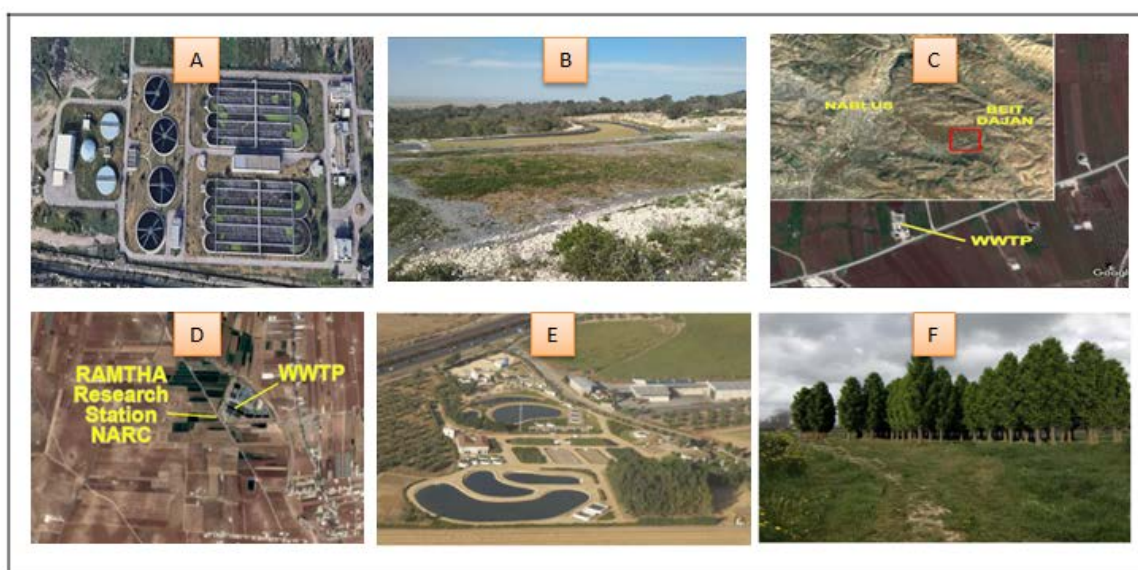 A
B
C
NABLUS
BEIT
DAJAN
WWTP
Google
D
RAMTHA
Research
Station
NARC
WWTP
E
F